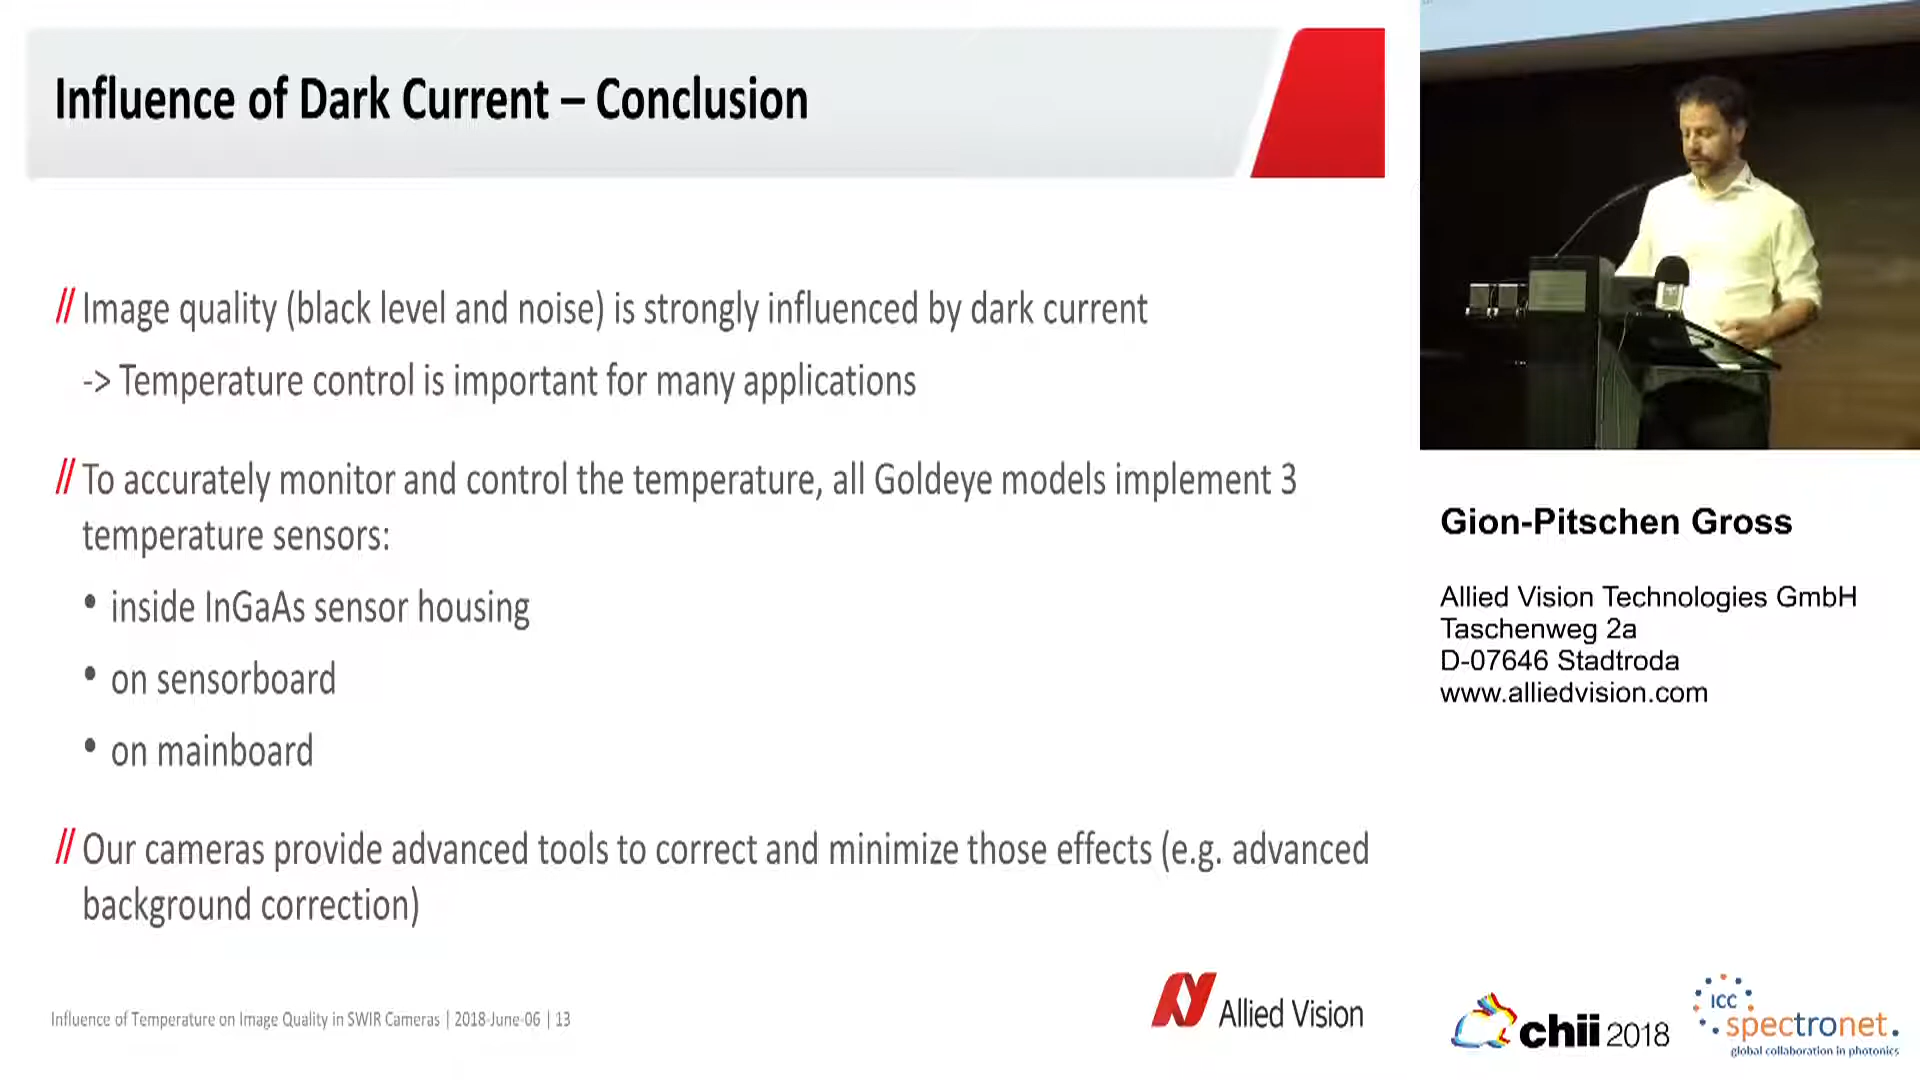 Influence of Dark Current – Conclusion
// Image quality (black level and noise) is strongly influenced by dark current
-> Temperature control is important for many applications
// To accurately monitor and control the temperature, all Goldeye models implement 3
temperature sensors:
• inside InGaAs sensor housing
• on sensorboard
• on mainboard
// Our cameras provide advanced tools to correct and minimize those effects (e.g. advanced
background correction)
Influence of Temperature on Image Quality in SWIR Cameras | 2018-June-06 | 13
Allied Vision
Gion-Pitschen Gross
Allied Vision Technologies GmbH
Taschenweg 2a
D-07646 Stadtroda
www.alliedvision.com
chii 2018
ICC
spectronet.
global collaboration in photonics